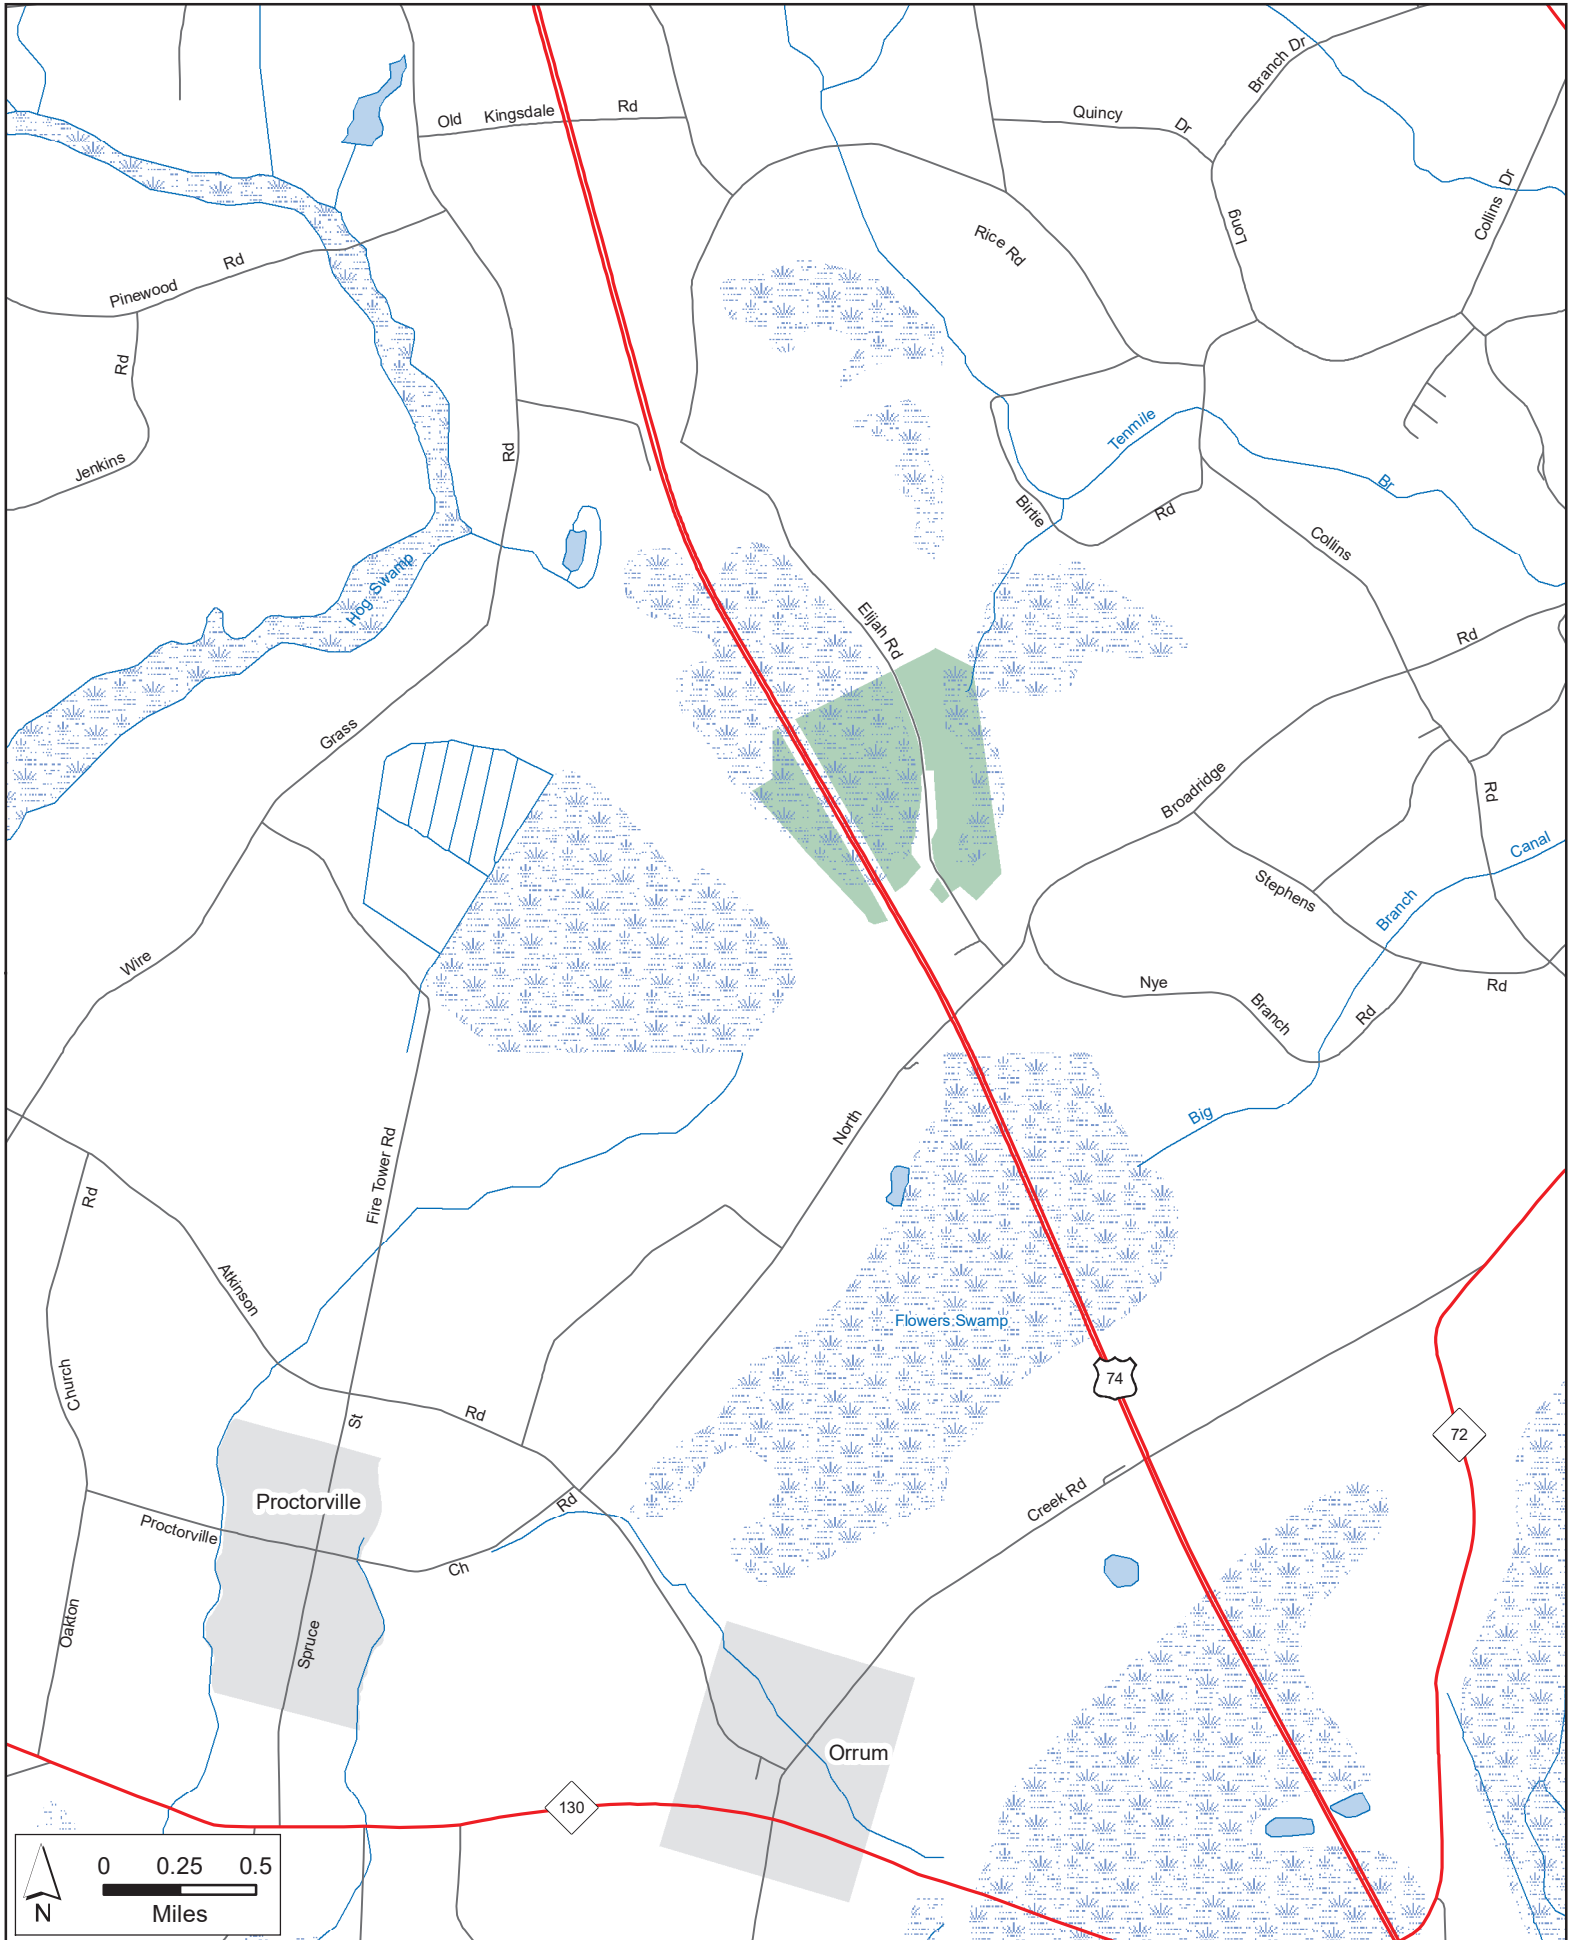 Branch Dr
Old Kingsdale Rd
Quincy Dr
Collins Dr
Long
Rice Rd
Pinewood Rd
Rd
Jenkins
Rd
Tenmile
Br
Birtie Rd
Collins
Hog Swamp
Elijah Rd
Rd
Grass
Broadridge
Rd
Canal
Stephens
Branch
Wire
Nye
Branch
Rd
Rd
Big
North
Fire Tower Rd
Rd
Atkinson
Flowers Swamp
74
Church
Rd
St
72
Creek Rd
Proctorville
Rd
Proctorville
Ch
Oakton
Spruce
Orrum
130
0 0.25 0.5
Miles
N